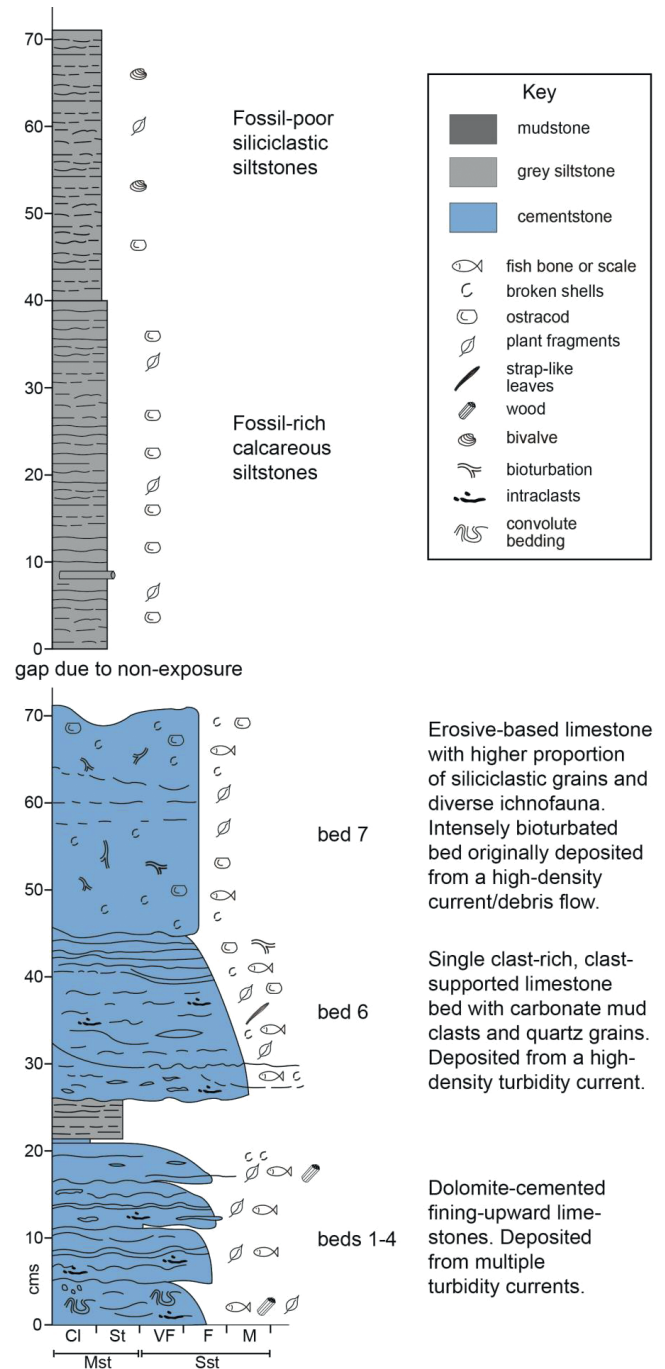 70
60
50
40
30
20
10
0
Fossil-poor
siliciclastic
siltstones
Fossil-rich
calcareous
siltstones
Key
mudstone
grey siltstone
cementstone
fish bone or scale
broken shells
ostracod
plant fragments
strap-like
leaves
wood
bivalve
bioturbation
intraclasts
convolute
bedding
gap due to non-exposure
70
60
50
40
30
20
10
0
cms
bed 7
bed 6
beds 1-4
Erosive-based limestone
with higher proportion
of siliciclastic grains and
diverse ichnofauna.
Intensely bioturbated
bed originally deposited
from a high-density
current/debris flow.
Single clast-rich, clast-
supported limestone
bed with carbonate mud
clasts and quartz grains.
Deposited from a high-
density turbidity current.
Dolomite-cemented
fining-upward lime-
stones. Deposited
from multiple
turbidity currents.
Cl St VF F M
Mst Sst